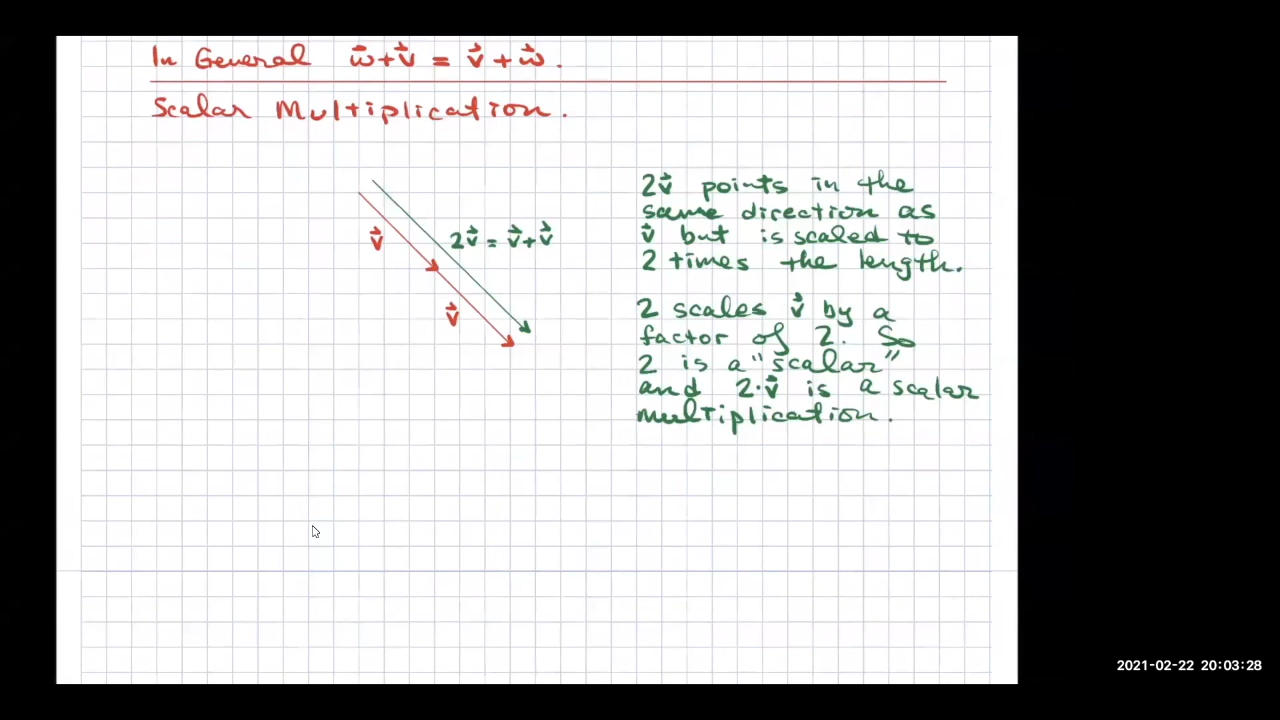 In General w⃗+v⃗ = v⃗+w⃗.
Scalar Multiplication.
v⃗
2v⃗ = v⃗+v⃗
v⃗
2v⃗ points in the
same direction as
v⃗ but is scaled to
2 times the length.
2 scales v⃗ by a
factor of 2. So
2 is a "scalar"
and 2·v⃗ is a scalar
multiplication.
2021-02-22 20:03:28